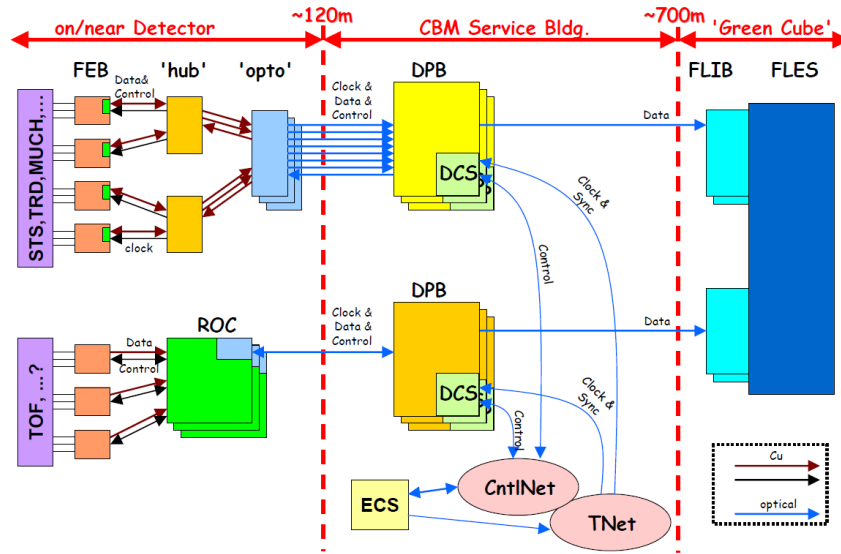 ~120m
~700m
on/near Detector
CBM Service Bldg.
'Green Cube'
FEB
'hub'
'opto'
DPB
FLIB
FLES
Data&
Control
Clock &
Data &
Control
Data
STS,TRD,MUCH,...
DCS
clock
Clock &
Sync
Control
ROC
DPB
Clock &
Data &
Control
Data
Data
Control
TOF, ... ?
DCS
Clock &
Sync
Control
Cu
optical
ECS
CntlNet
TNet